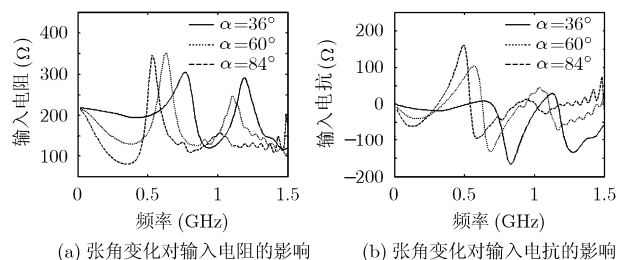 α=36°
α=60°
α=84°
输入电阻 (Ω)
400
300
200
100
0
0.5
1.0
1.5
频率 (GHz)
(a) 张角变化对输入电阻的影响
α=36°
α=60°
α=84°
输入电抗(Ω)
200
100
0
−100
−200
0
0.5
1.0
1.5
频率 (GHz)
(b) 张角变化对输入电抗的影响